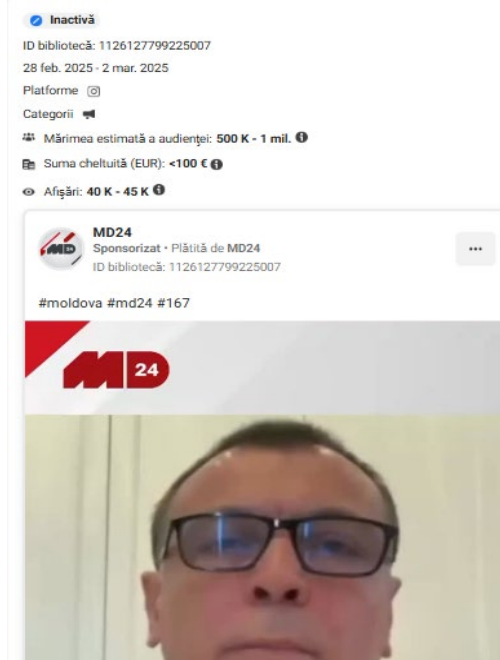 Inactivă
ID bibliotecă: 1126127799225007
28 feb. 2025 - 2 mar. 2025
Platforme
Categorii
Mărimea estimată a audienței: 500 K - 1 mil.
Suma cheltuită (EUR): <100 €
Afișări: 40 K - 45 K
MD24
Sponsorizat • Plătită de MD24
ID bibliotecă: 1126127799225007
#moldova #md24 #167
MD 24